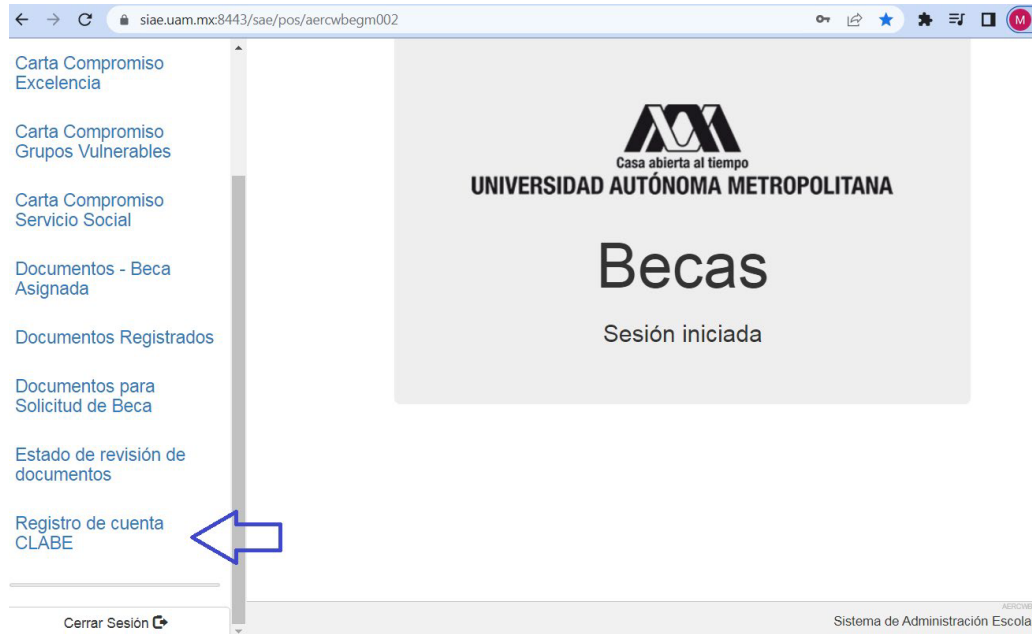 siae.uam.mx:8443/sae/pos/aercwbegm002
M
Carta Compromiso
Excelencia
Carta Compromiso
Grupos Vulnerables
Carta Compromiso
Servicio Social
Documentos - Beca
Asignada
Documentos Registrados
Documentos para
Solicitud de Beca
Estado de revisión de
documentos
Registro de cuenta
CLABE
Cerrar Sesión
Casa abierta al tiempo
UNIVERSIDAD AUTÓNOMA METROPOLITANA
Becas
Sesión iniciada
AERCWB
Sistema de Administración Escola